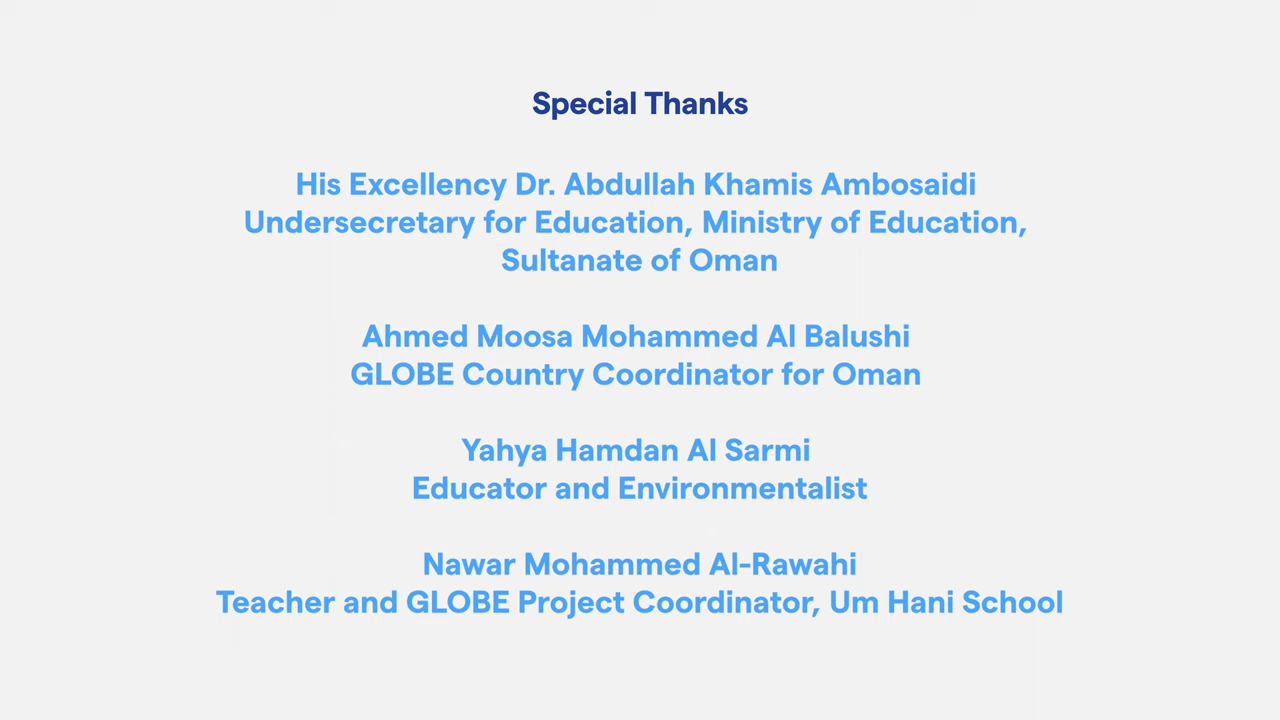 Special Thanks
His Excellency Dr. Abdullah Khamis Ambosaidi
Undersecretary for Education, Ministry of Education,
Sultanate of Oman
Ahmed Moosa Mohammed Al Balushi
GLOBE Country Coordinator for Oman
Yahya Hamdan Al Sarmi
Educator and Environmentalist
Nawar Mohammed Al-Rawahi
Teacher and GLOBE Project Coordinator, Um Hani School